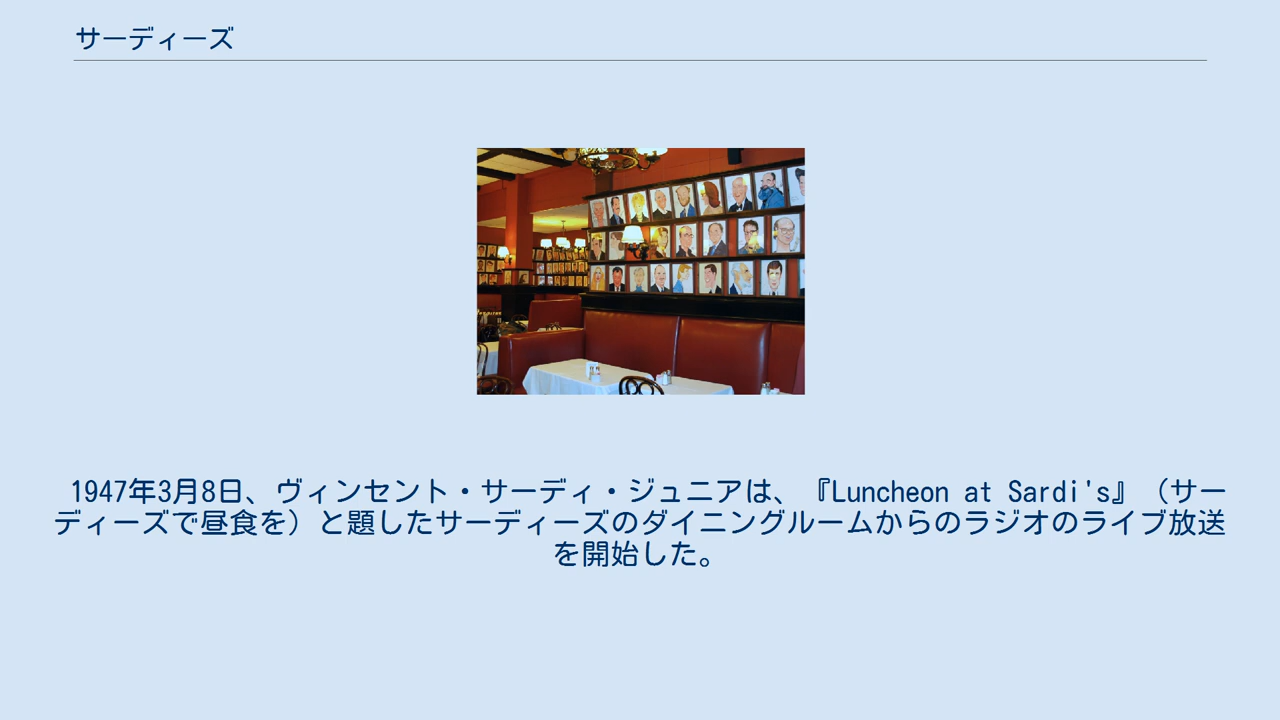 サーディーズ
1947年3月8日、ヴィンセント・サーディ・ジュニアは、『Luncheon at Sardi's』（サー
ディーズで昼食を）と題したサーディーズのダイニングルームからのラジオのライブ放送
を開始した。